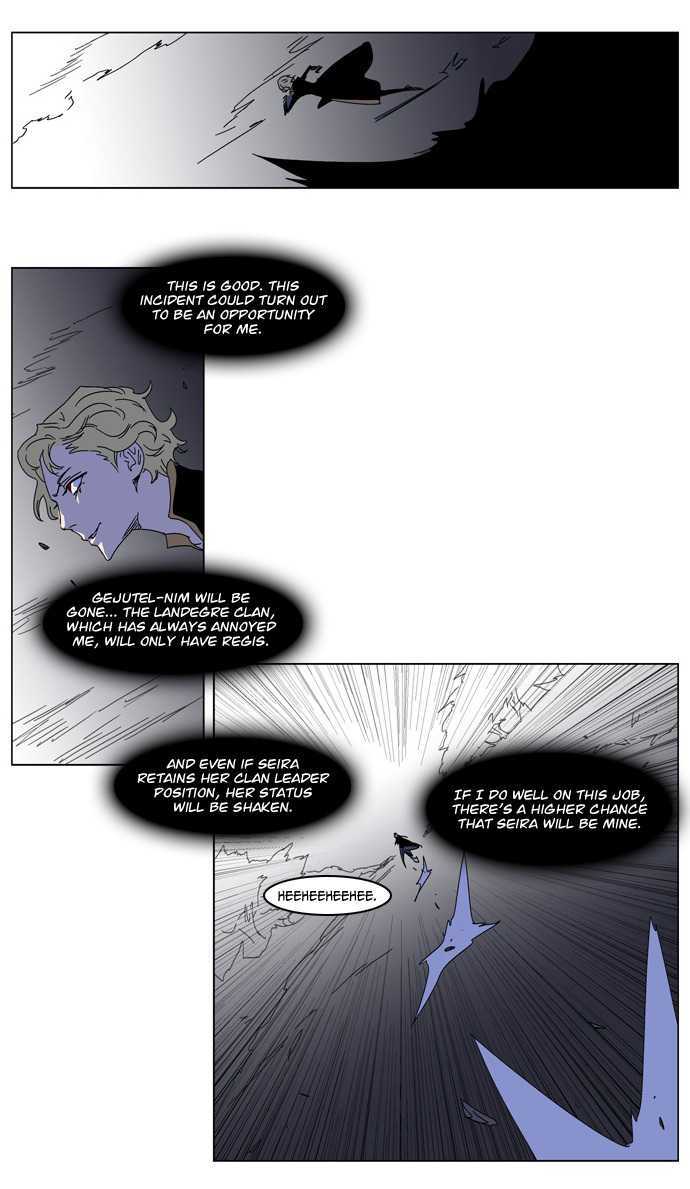 THIS IS GOOD. THIS
INCIDENT COULD TURN OUT
TO BE AN OPPORTUNITY
FOR ME.
GEJUTEL-NIM WILL BE
GONE... THE LANDEGRE CLAN,
WHICH HAS ALWAYS ANNOYED
ME, WILL ONLY HAVE REGIS.
AND EVEN IF SEIRA
RETAINS HER CLAN LEADER
POSITION, HER STATUS
WILL BE SHAKEN.
IF I DO WELL ON THIS JOB,
THERE'S A HIGHER CHANCE
THAT SEIRA WILL BE MINE.
HEEHEEHEEHEE.